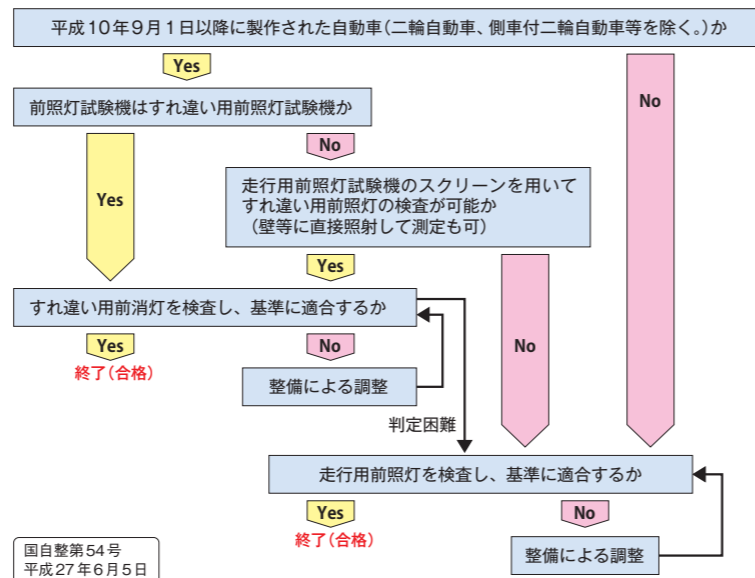 平成10年9月1日以降に製作された自動車(二輪自動車、側車付二輪自動車等を除く。)か
Yes
No
前照灯試験機はすれ違い用前照灯試験機か
Yes
No
走行用前照灯試験機のスクリーンを用いて
すれ違い用前照灯の検査が可能か
(壁等に直接照射して測定も可)
Yes
No
すれ違い用前消灯を検査し、基準に適合するか
Yes
No
終了(合格)
整備による調整
判定困難
走行用前照灯を検査し、基準に適合するか
Yes
No
終了(合格)
整備による調整
国自整第54号
平成27年6月5日